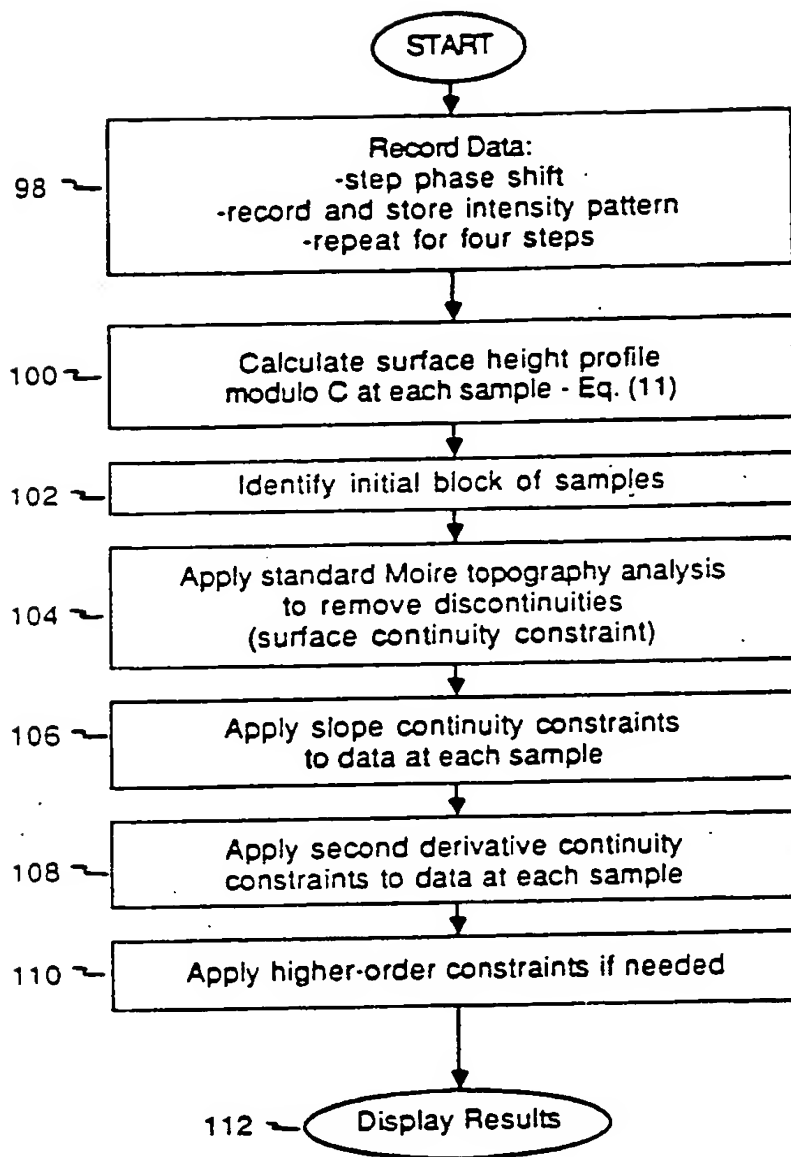 START
98
Record Data:
-step phase shift
-record and store intensity pattern
-repeat for four steps
100
Calculate surface height profile
modulo C at each sample - Eq. (11)
102
Identify initial block of samples
104
Apply standard Moire topography analysis
to remove discontinuities
(surface continuity constraint)
106
Apply slope continuity constraints
to data at each sample
108
Apply second derivative continuity
constraints to data at each sample
110
Apply higher-order constraints if needed
112
Display Results